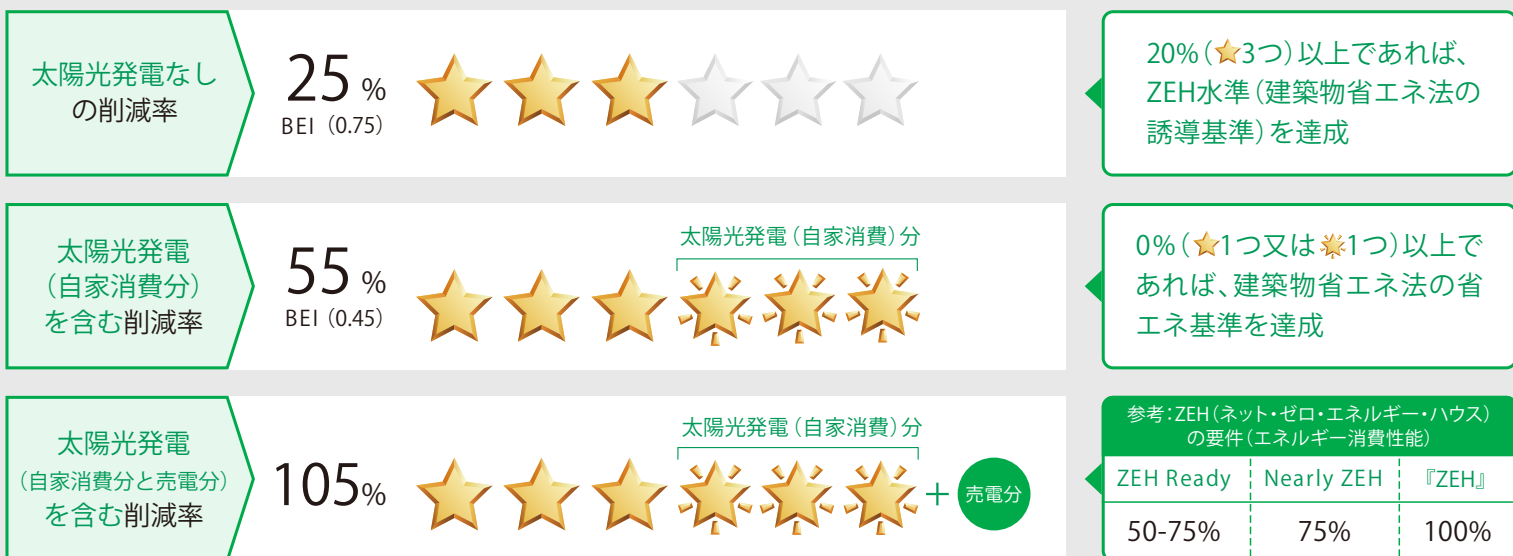 太陽光発電なし
の削減率
25 %
BEI（0.75）
20%（3つ）以上であれば、
ZEH水準（建築物省エネ法の
誘導基準）を達成
太陽光発電
（自家消費分）
を含む削減率
55 %
BEI（0.45）
太陽光発電（自家消費）分
0%（1つ又は1つ）以上で
あれば、建築物省エネ法の省
エネ基準を達成
太陽光発電
（自家消費分と売電分）
を含む削減率
105%
太陽光発電（自家消費）分
+ 売電分
参考：ZEH（ネット・ゼロ・エネルギー・ハウス）
の要件（エネルギー消費性能）
ZEH Ready Nearly ZEH 『ZEH』
50-75% 75% 100%